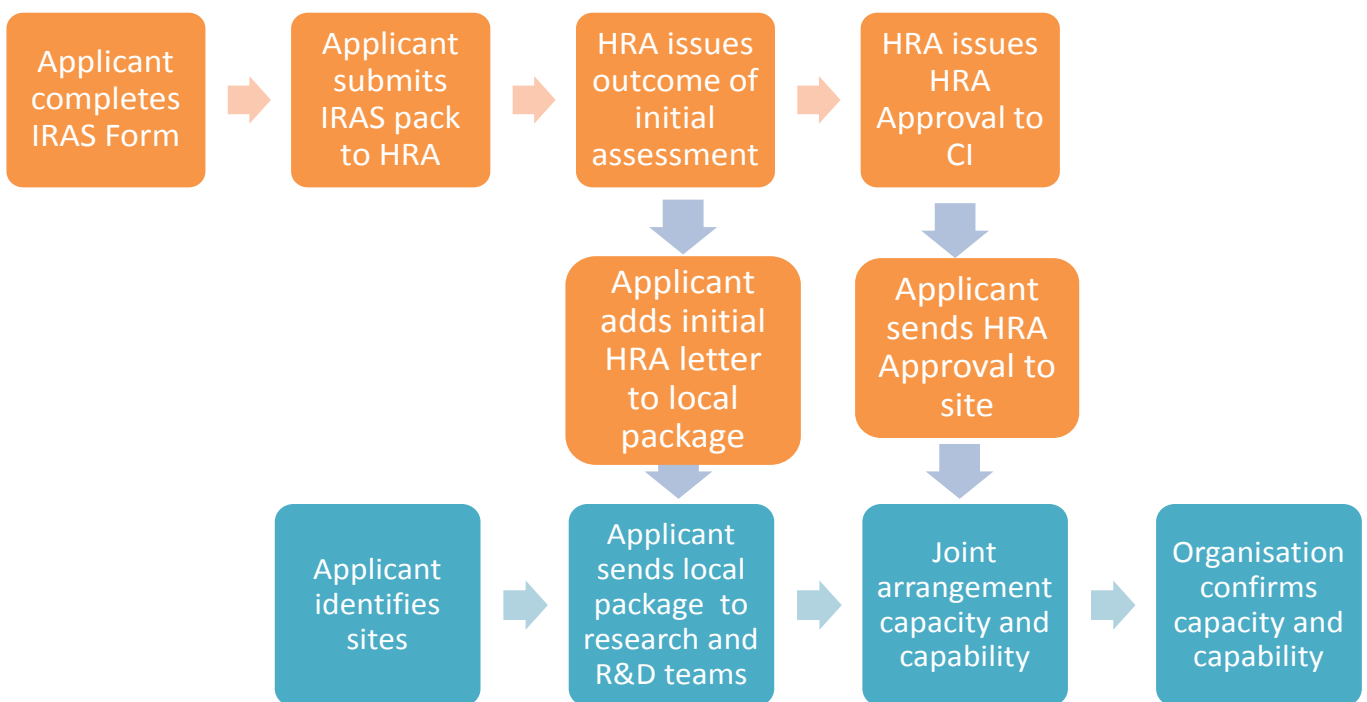 Applicant
completes
IRAS Form
Applicant
submits
IRAS pack
to HRA
HRA issues
outcome of
initial
assessment
HRA issues
HRA
Approval to
CI
Applicant
adds initial
HRA letter
to local
package
Applicant
sends HRA
Approval to
site
Applicant
identifies
sites
Applicant
sends local
package to
research and
R&D teams
Joint
arrangement
capacity and
capability
Organisation
confirms
capacity and
capability